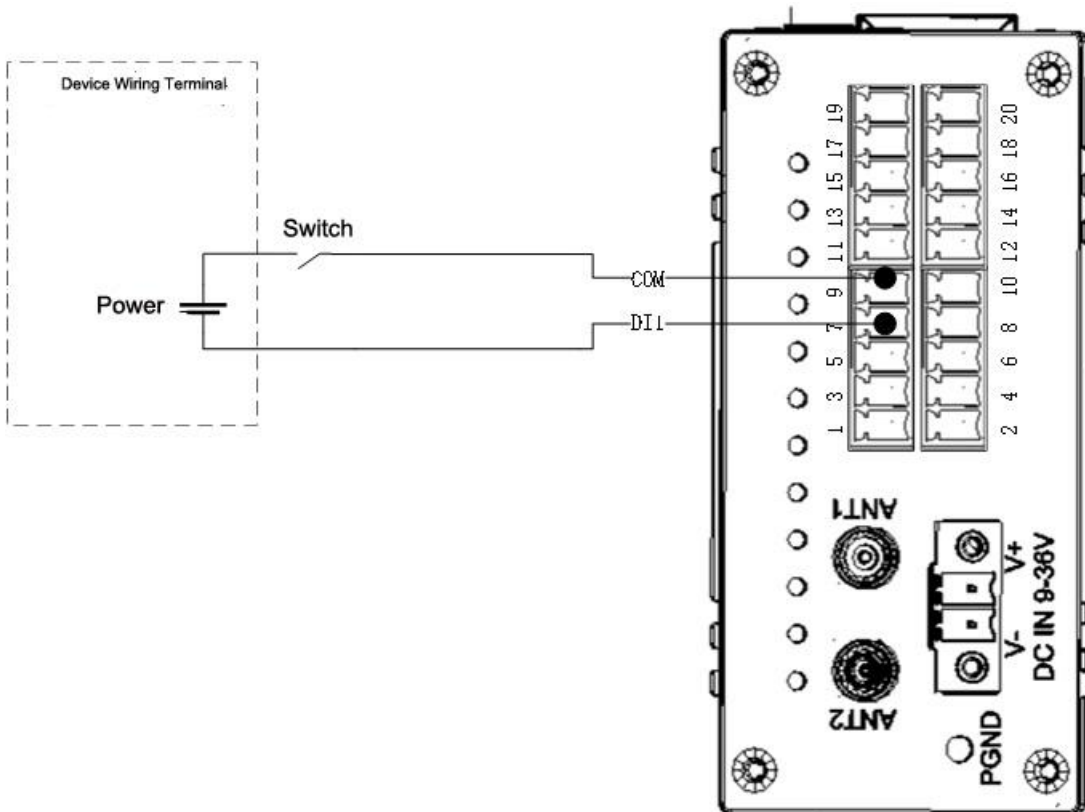 Device Wiring Terminal
Switch
Power
COM
DI1
19 20
17 18
15 16
13 14
11 12
9 10
7 8
5 6
3 4
1 2
ANT1
ANT2
V+
V-
DC IN 9-36V
PGND